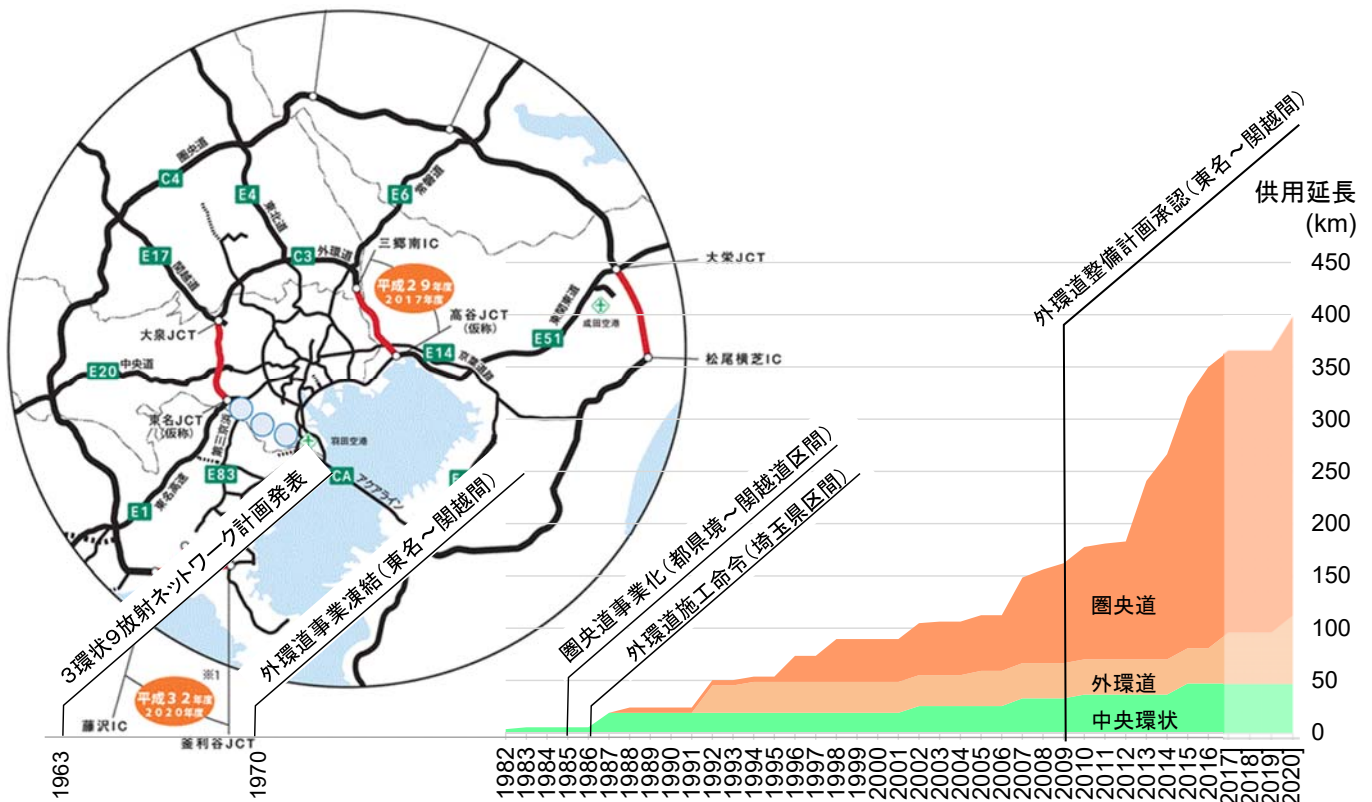 圏央道
C4
E4
東北道
E6
常磐道
三郷南IC
外環道
C3
E17
関越道
平成29年度
2017年度
大栄JCT
大泉JCT
高谷JCT
(仮称)
東関東道
成田空港
E51
E14
京葉道路
松尾横芝IC
E20
中央道
東名JCT
(仮称)
第三京浜
羽田空港
E83
CA
アクアライン
東名高速
E1
※1
平成32年度
2020年度
藤沢IC
釜利谷JCT
3環状9放射ネットワーク計画発表
外環道事業凍結(東名~関越間)
圏央道事業化(都県境~関越道区間)
外環道施工命令(埼玉県区間)
外環道整備計画承認(東名~関越間)
供用延長
(km)
450
400
350
300
250
200
150
100
50
0
圏央道
外環道
中央環状
1963
1970
1982
1983
1984
1985
1986
1987
1988
1989
1990
1991
1992
1993
1994
1995
1996
1997
1998
1999
2000
2001
2002
2003
2004
2005
2006
2007
2008
2009
2010
2011
2012
2013
2014
2015
2016
2017]
2018]
2019]
2020]